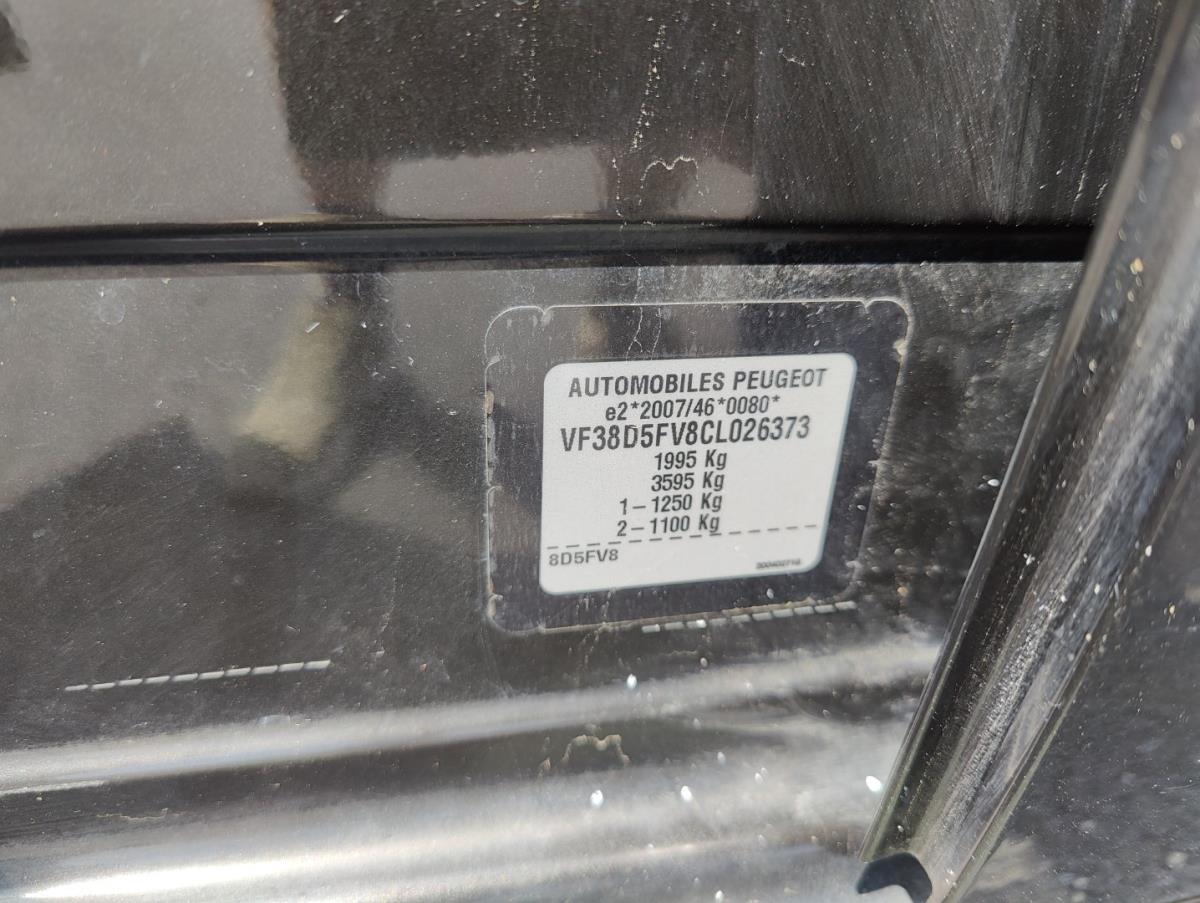 AUTOMOBILES PEUGEOT
e2*2007/46*0080*
VF38D5FV8CL026373
1995 Kg
3595 Kg
1-1250 Kg
2-1100 Kg
8D5FV8